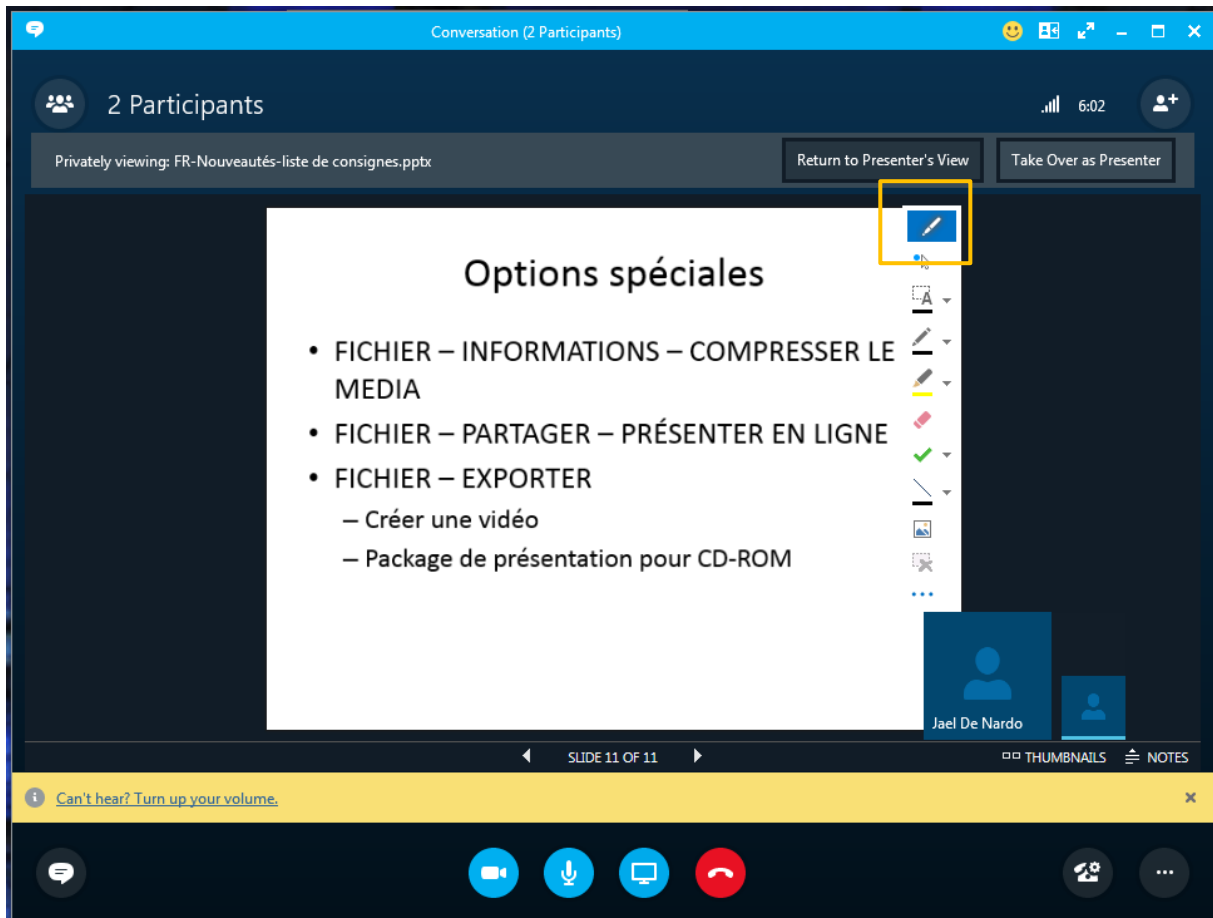 Conversation (2 Participants)
2 Participants
6:02
Privately viewing: FR-Nouveautés-liste de consignes.pptx
Return to Presenter's View
Take Over as Presenter
Options spéciales
• FICHIER – INFORMATIONS – COMPRESSER LE
MEDIA
• FICHIER – PARTAGER – PRÉSENTER EN LIGNE
• FICHIER – EXPORTER
– Créer une vidéo
– Package de présentation pour CD-ROM
A
Jael De Nardo
SLIDE 11 OF 11
THUMBNAILS
NOTES
Can't hear? Turn up your volume.